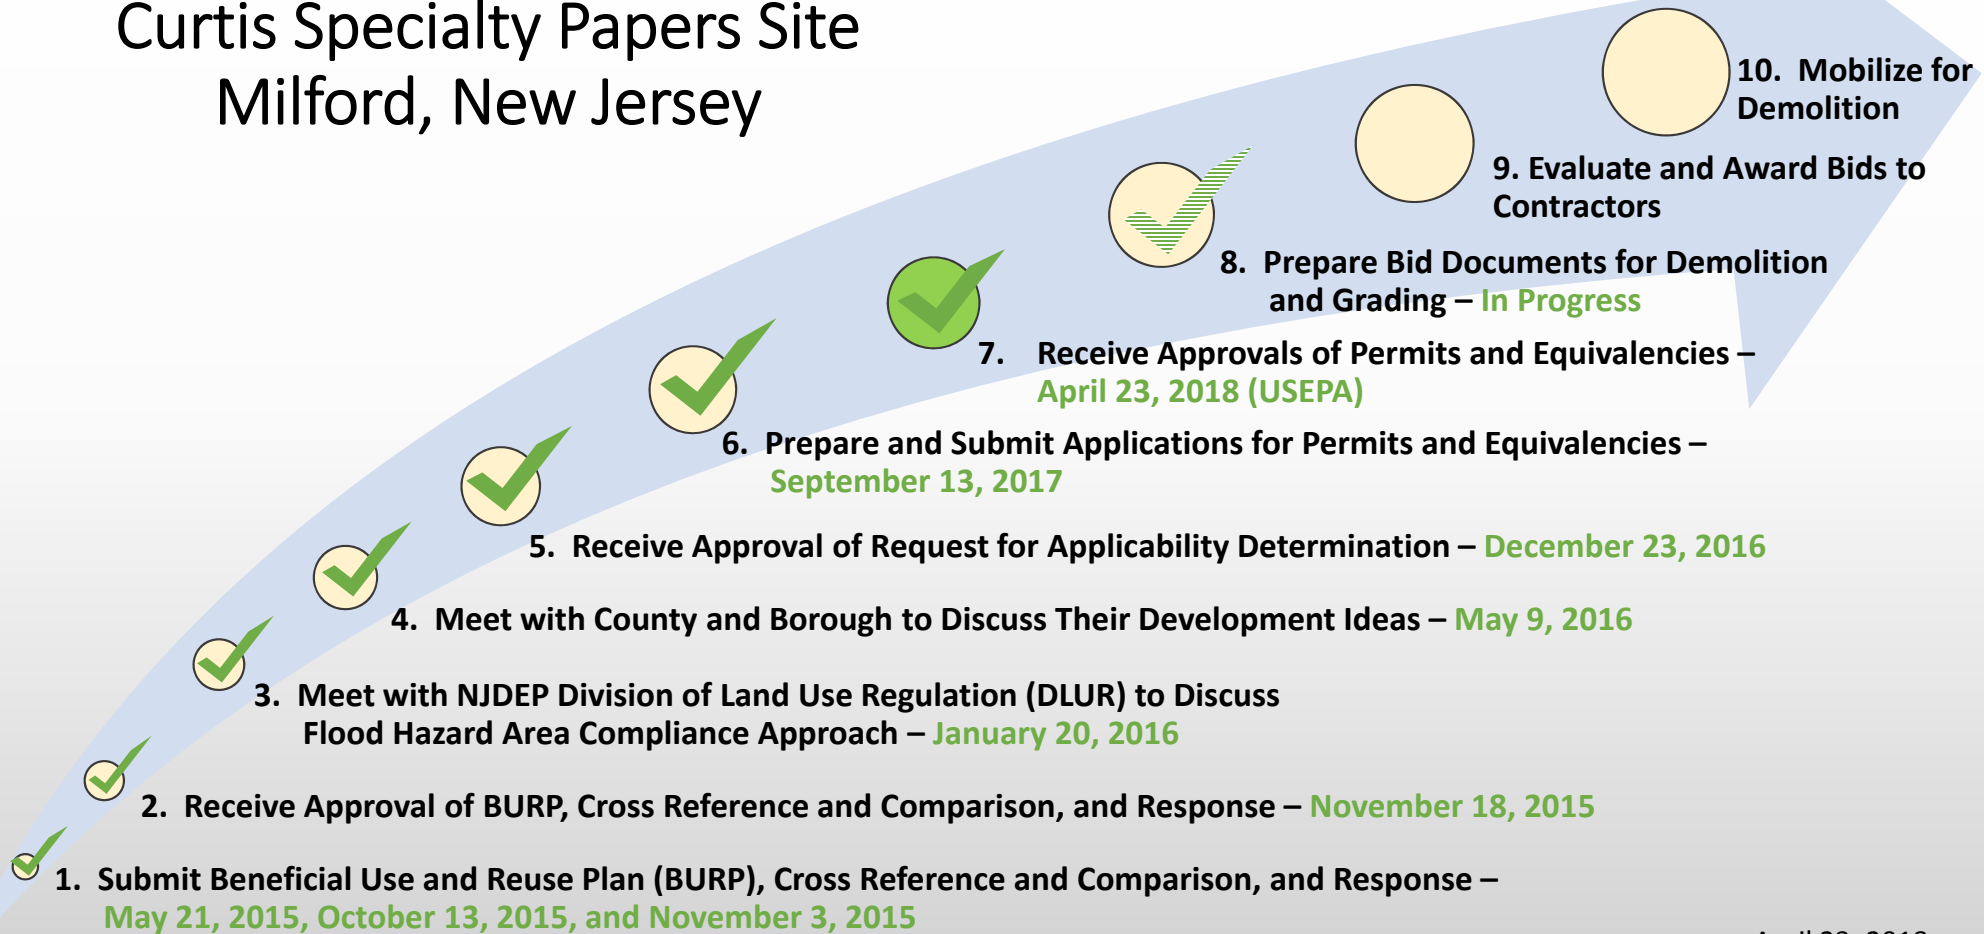 Curtis Specialty Papers Site
Milford, New Jersey
10. Mobilize for
Demolition
9. Evaluate and Award Bids to
Contractors
8. Prepare Bid Documents for Demolition
and Grading – In Progress
7. Receive Approvals of Permits and Equivalencies –
April 23, 2018 (USEPA)
6. Prepare and Submit Applications for Permits and Equivalencies –
September 13, 2017
5. Receive Approval of Request for Applicability Determination – December 23, 2016
4. Meet with County and Borough to Discuss Their Development Ideas – May 9, 2016
3. Meet with NJDEP Division of Land Use Regulation (DLUR) to Discuss
Flood Hazard Area Compliance Approach – January 20, 2016
2. Receive Approval of BURP, Cross Reference and Comparison, and Response – November 18, 2015
1. Submit Beneficial Use and Reuse Plan (BURP), Cross Reference and Comparison, and Response –
May 21, 2015, October 13, 2015, and November 3, 2015